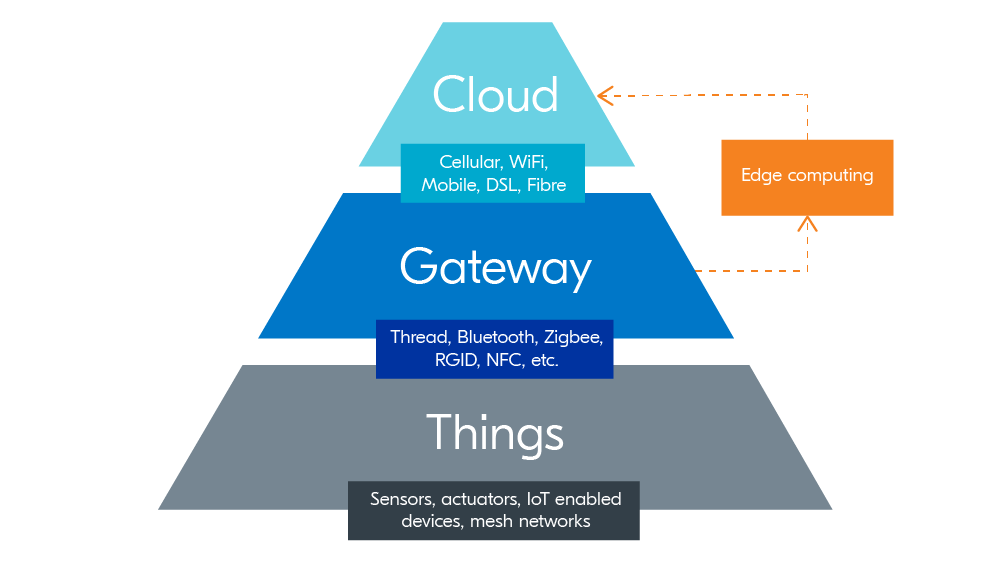 Cloud
Cellular, WiFi,
Mobile, DSL, Fibre
Edge computing
Gateway
Thread, Bluetooth, Zigbee,
RGID, NFC, etc.
Things
Sensors, actuators, IoT enabled
devices, mesh networks